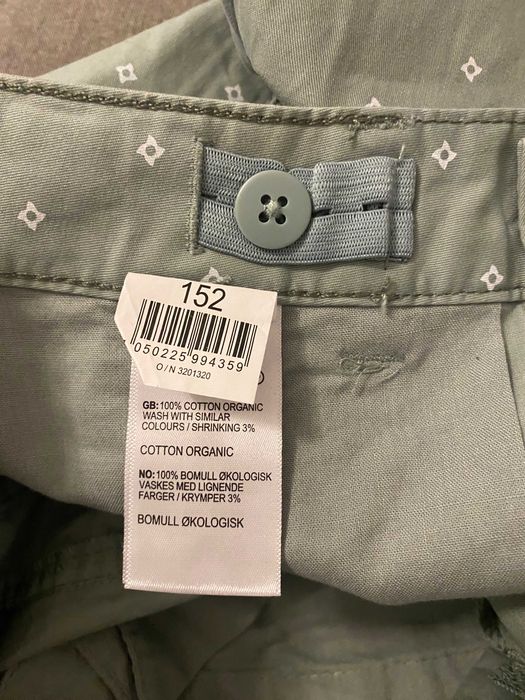 152
050225 994359
O/N 3201320
GB: 100% COTTON ORGANIC
WASH WITH SIMILAR
COLOURS / SHRINKING 3%
COTTON ORGANIC
NO: 100% BOMULL ØKOLOGISK
VASKES MED LIGNENDE
FARGER / KRYMPER 3%
BOMULL ØKOLOGISK